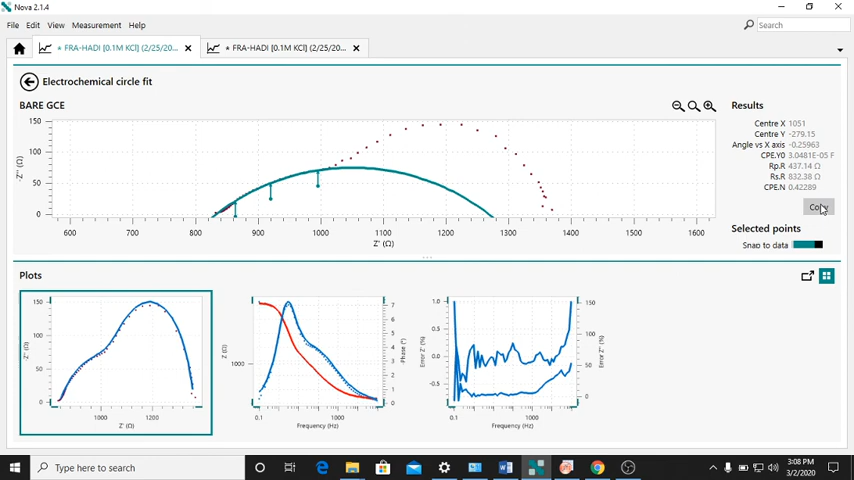 Nova 2.1.4
File Edit View Measurement Help
Search
* FRA-HADI [0.1M KCl] (2/25/20...
* FRA-HADI [0.1M KCl] (2/25/20...
Electrochemical circle fit
BARE GCE
Results
Centre X 1051
Centre Y -279.15
Angle vs X axis -0.25963
CPE.Y0 3.0481E-05 F
Rp.R 437.14 Ω
Rs.R 832.38 Ω
CPE.N 0.42289
Copy
Selected points
Snap to data
-Z'' (Ω)
150
100
50
0
600 700 800 900 1000 1100 1200 1300 1400 1500 1600
Z' (Ω)
Plots
-Z'' (Ω)
150
100
50
0
1000 1200
Z' (Ω)
Z (Ω)
1000
7
6
5
4
3
2
1
0
-Phase (°)
0.1 1000
Frequency (Hz)
Error Z' (%)
1.0
0.5
0.0
-0.5
150
100
50
0
Error Z'' (%)
0.1 1000
Frequency (Hz)
Type here to search
3:08 PM
3/2/2020